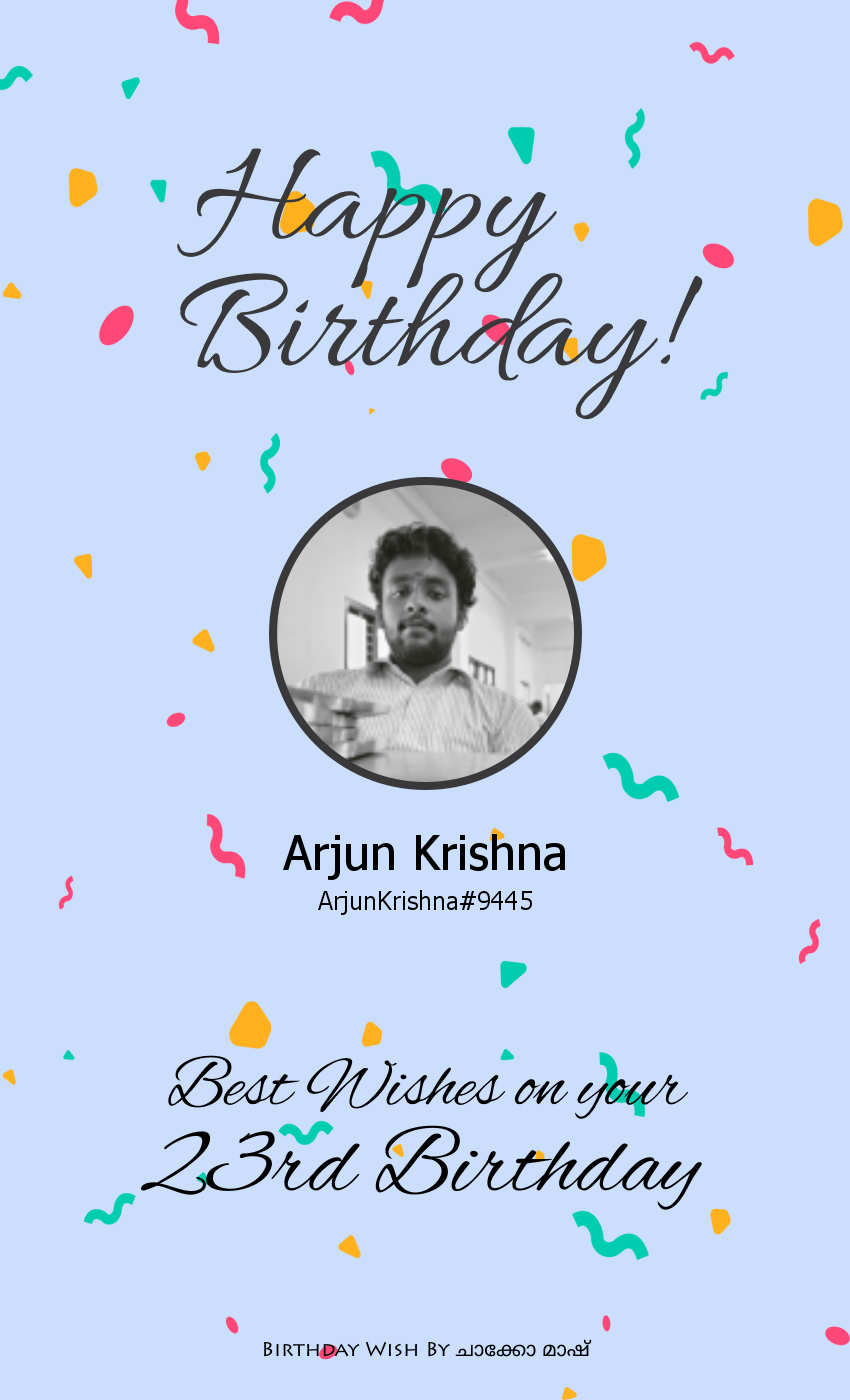 Happy
Birthday!
Arjun Krishna
ArjunKrishna#9445
Best Wishes on your
23rd Birthday
Birthday Wish By ചാക്കോ മാഷ്